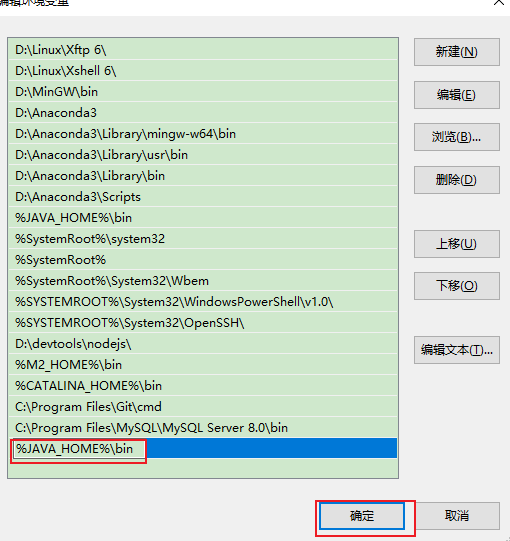 编辑环境变量
D:\Linux\Xftp 6\
D:\Linux\Xshell 6\
D:\MinGW\bin
D:\Anaconda3
D:\Anaconda3\Library\mingw-w64\bin
D:\Anaconda3\Library\usr\bin
D:\Anaconda3\Library\bin
D:\Anaconda3\Scripts
%JAVA_HOME%\bin
%SystemRoot%\system32
%SystemRoot%
%SystemRoot%\System32\Wbem
%SYSTEMROOT%\System32\WindowsPowerShell\v1.0\
%SYSTEMROOT%\System32\OpenSSH\
D:\devtools\nodejs\
%M2_HOME%\bin
%CATALINA_HOME%\bin
C:\Program Files\Git\cmd
C:\Program Files\MySQL\MySQL Server 8.0\bin
%JAVA_HOME%\bin
新建(N)
编辑(E)
浏览(B)...
删除(D)
上移(U)
下移(O)
编辑文本(T)...
确定
取消